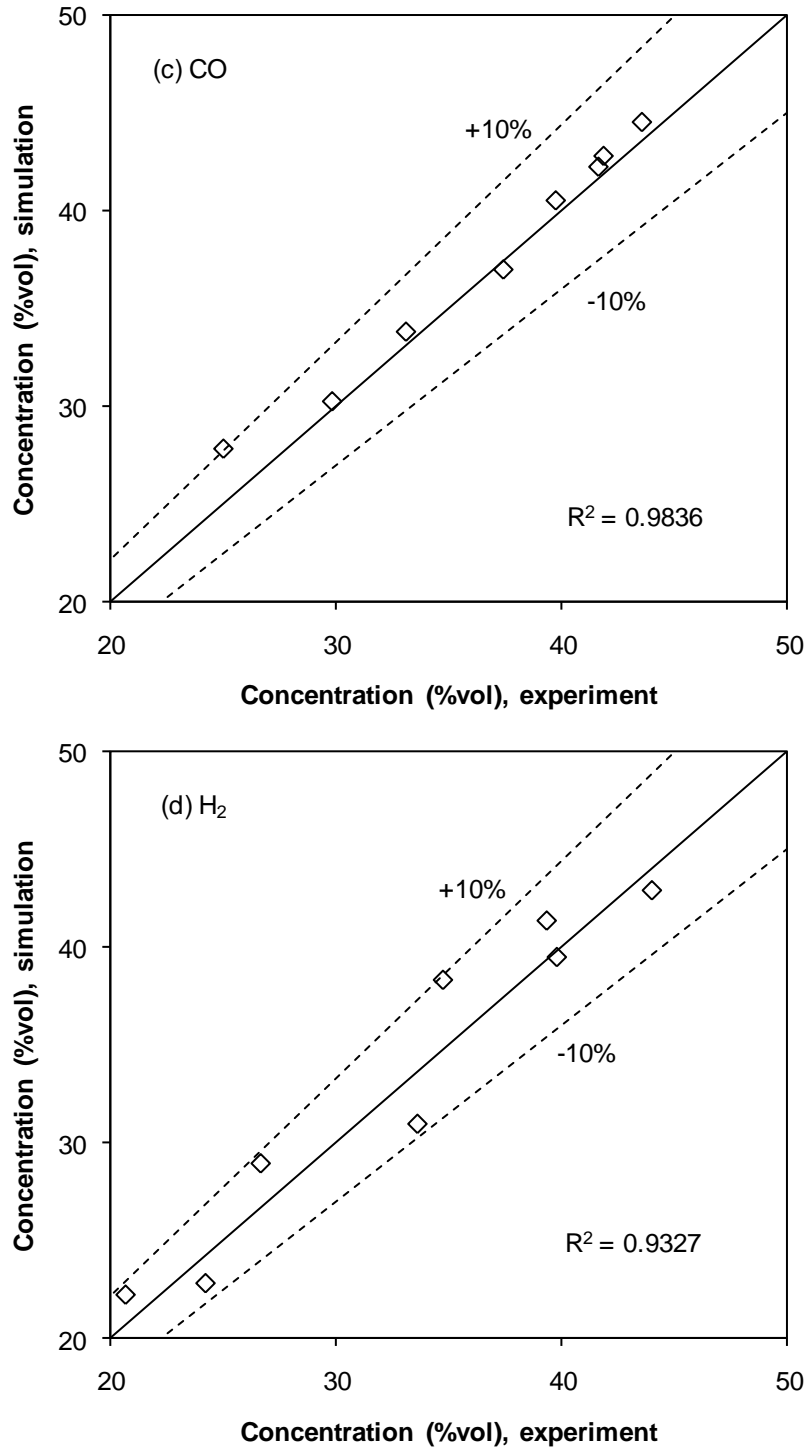 50
(c) CO
+10%
40
-10%
30
R² = 0.9836
20
20 30 40 50
Concentration (%vol), simulation
Concentration (%vol), experiment
50
(d) H₂
+10%
40
-10%
30
R² = 0.9327
20
20 30 40 50
Concentration (%vol), simulation
Concentration (%vol), experiment